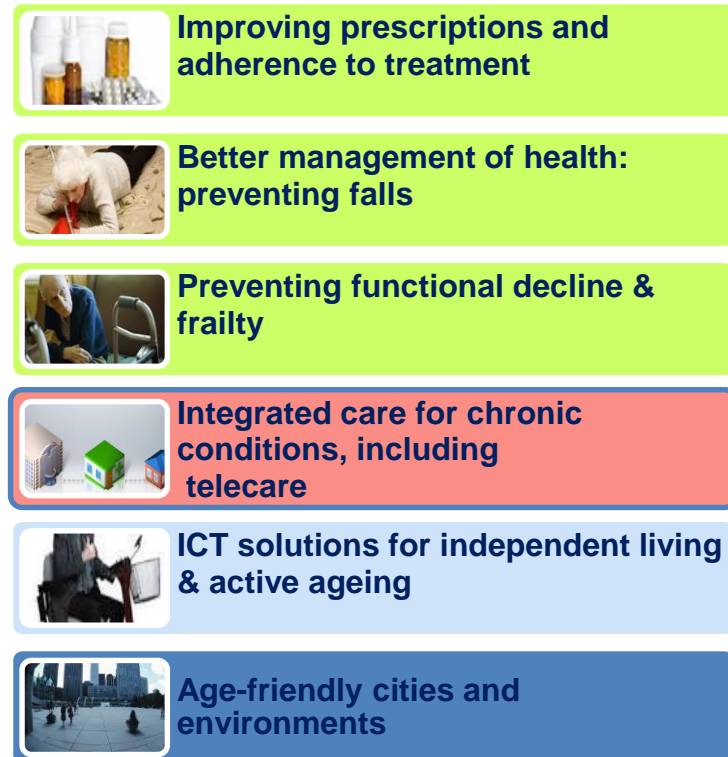 Improving prescriptions and
adherence to treatment
Better management of health:
preventing falls
Preventing functional decline &
frailty
Integrated care for chronic
conditions, including
telecare
ICT solutions for independent living
& active ageing
Age-friendly cities and
environments